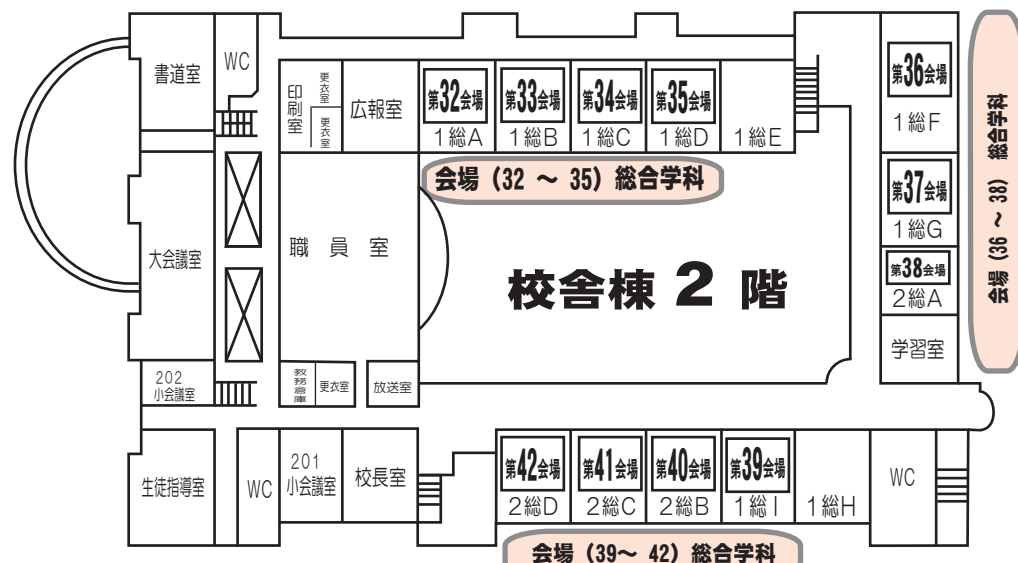 書道室
WC
印刷室
更衣室
更衣室
広報室
第32会場
1総A
第33会場
1総B
第34会場
1総C
第35会場
1総D
1総E
第36会場
1総F
会場（36 ～ 38）総合学科
会場（32 ～ 35）総合学科
第37会場
1総G
大会議室
職員室
校舎棟 2 階
第38会場
2総A
学習室
202
小会議室
教務倉庫
更衣室
放送室
生徒指導室
WC
201
小会議室
校長室
第42会場
2総D
第41会場
2総C
第40会場
2総B
第39会場
1総I
1総H
WC
会場（39～ 42）総合学科